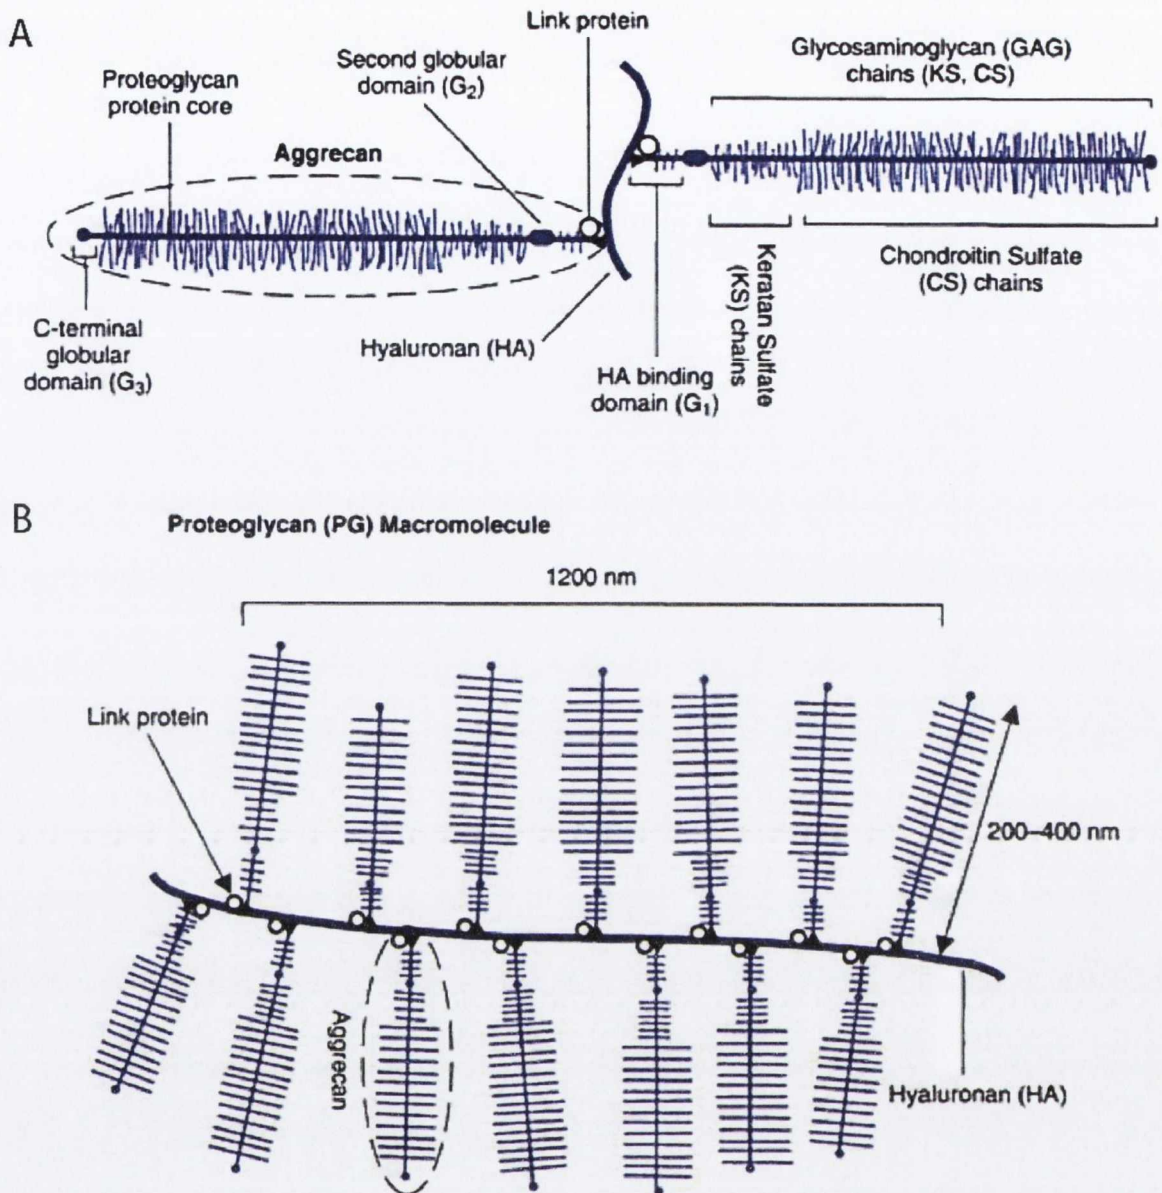 A
Link protein
Glycosaminoglycan (GAG)
chains (KS, CS)
Second globular
domain (G₂)
Proteoglycan
protein core
Aggrecan
Keratan Sulfate
(KS) chains
Chondroitin Sulfate
(CS) chains
C-terminal
globular
domain (G₃)
Hyaluronan (HA)
HA binding
domain (G₁)
B
Proteoglycan (PG) Macromolecule
1200 nm
Link protein
200–400 nm
Aggrecan
Hyaluronan (HA)